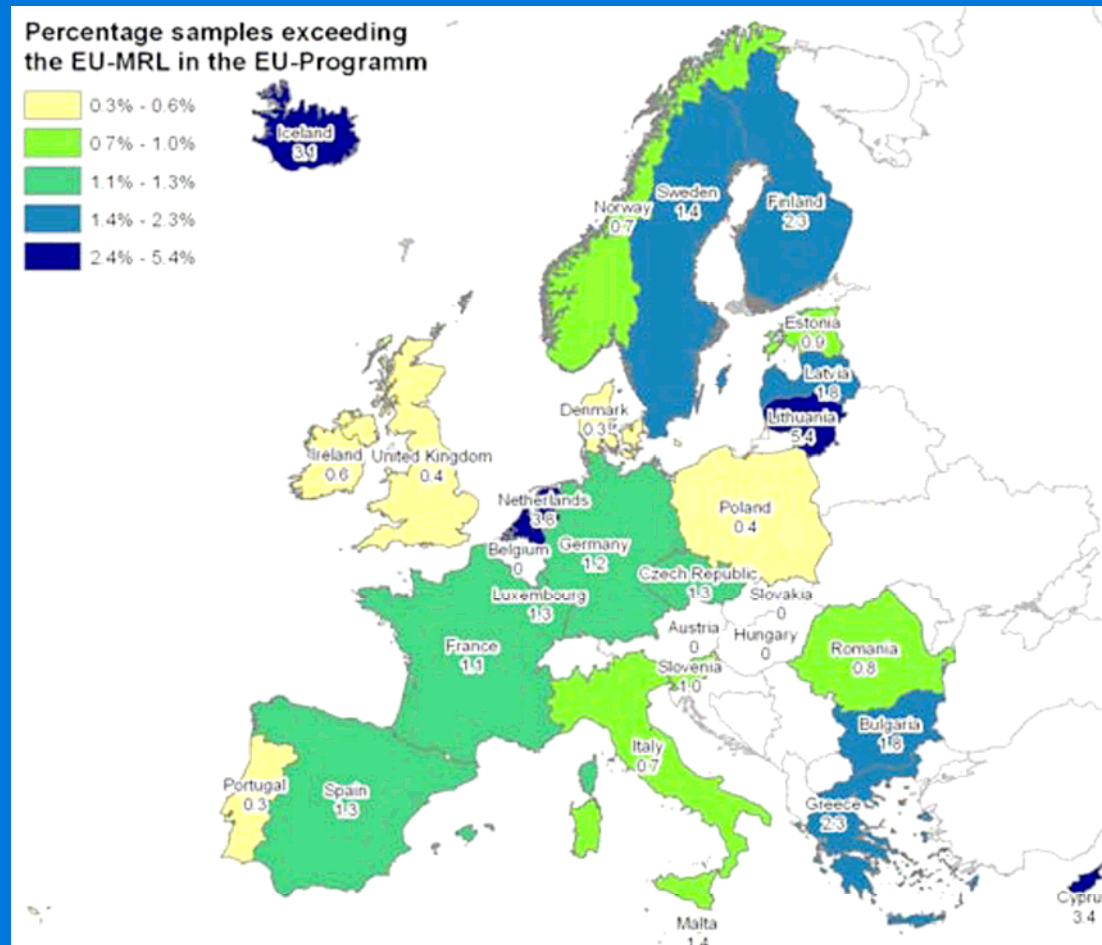 Percentage samples exceeding
the EU-MRL in the EU-Programm
0.3% - 0.6%
0.7% - 1.0%
1.1% - 1.3%
1.4% - 2.3%
2.4% - 5.4%
Iceland
3.1
Norway
0.7
Sweden
1.4
Finland
2.3
Estonia
0.9
Latvia
1.8
Lithuania
5.4
Denmark
0.3
Ireland
0.6
United Kingdom
0.4
Netherlands
Poland
0.4
Belgium
0
Germany
1.2
Czech Republic
1.3
Slovakia
0
Luxembourg
1.3
Austria
0
Hungary
0
France
1.1
Slovenia
1.0
Romania
0.8
Bulgaria
1.8
Italy
0.7
Portugal
0.3
Spain
1.3
Greece
2.3
Cypru
3.4
Malta
1.4